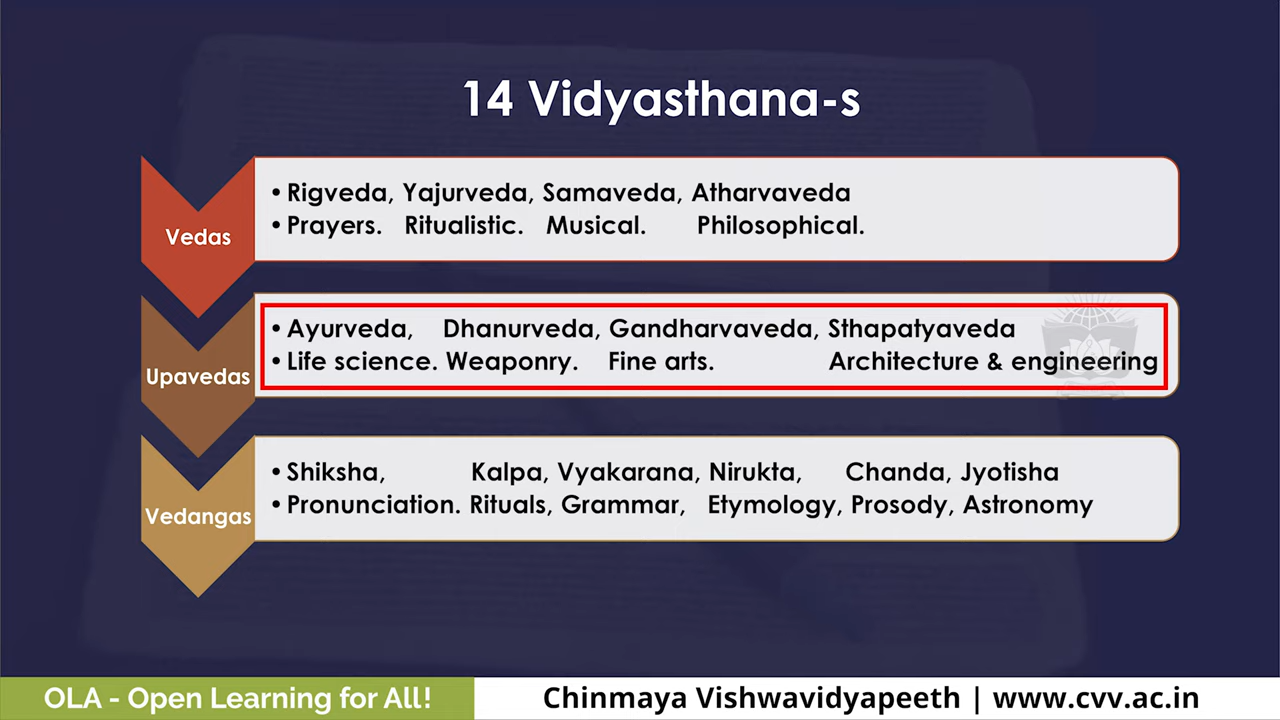 14 Vidyasthana-s
Vedas
• Rigveda, Yajurveda, Samaveda, Atharvaveda
• Prayers. Ritualistic. Musical. Philosophical.
Upavedas
• Ayurveda, Dhanurveda, Gandharvaveda, Sthapatyaveda
• Life science. Weaponry. Fine arts. Architecture & engineering
Vedangas
• Shiksha, Kalpa, Vyakarana, Nirukta, Chanda, Jyotisha
• Pronunciation. Rituals, Grammar, Etymology, Prosody, Astronomy
OLA - Open Learning for All!
Chinmaya Vishwavidyapeeth | www.cvv.ac.in